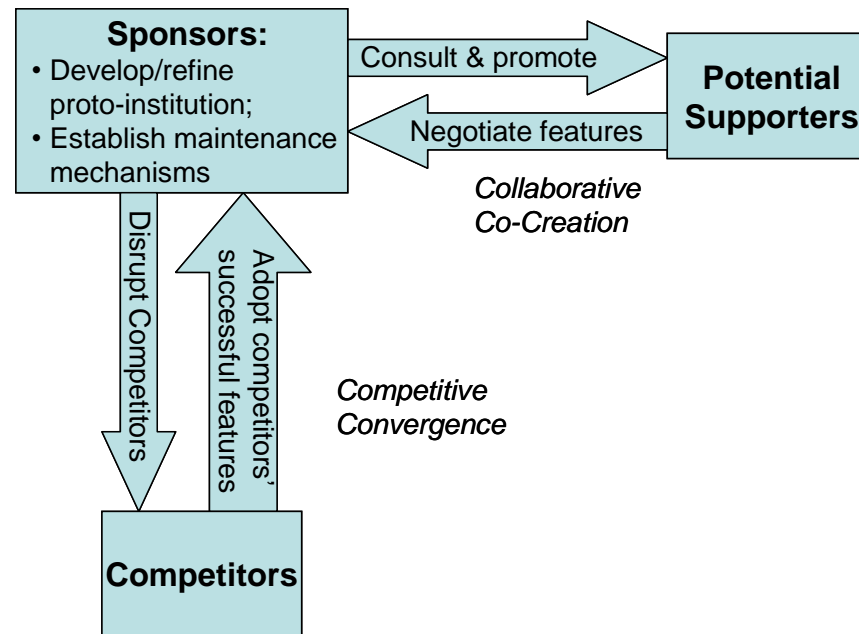 Sponsors:
• Develop/refine
proto-institution;
• Establish maintenance
mechanisms
Consult & promote
Potential
Supporters
Negotiate features
Collaborative
Co-Creation
Disrupt Competitors
Adopt competitors'
successful features
Competitive
Convergence
Competitors